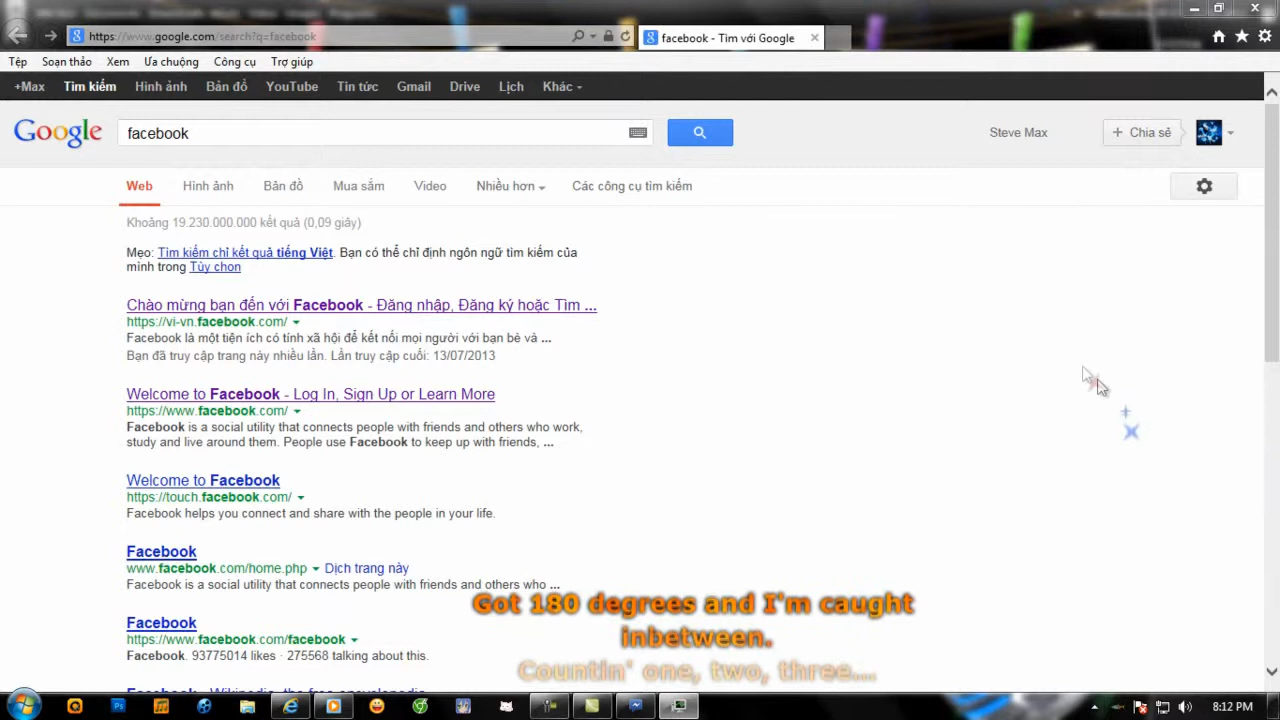 https://www.google.com/search?q=facebook
facebook - Tìm với Google
Tệp Soạn thảo Xem Ưa chuộng Công cụ Trợ giúp
+Max Tìm kiếm Hình ảnh Bản đồ YouTube Tin tức Gmail Drive Lịch Khác
Google facebook Steve Max + Chia sẻ
Web Hình ảnh Bản đồ Mua sắm Video Nhiều hơn Các công cụ tìm kiếm
Khoảng 19.230.000.000 kết quả (0,09 giây)
Mẹo: Tìm kiếm chỉ kết quả tiếng Việt. Bạn có thể chỉ định ngôn ngữ tìm kiếm của
mình trong Tùy chọn
Chào mừng bạn đến với Facebook - Đăng nhập, Đăng ký hoặc Tìm ...
https://vi-vn.facebook.com/
Facebook là một tiện ích có tính xã hội để kết nối mọi người với bạn bè và ...
Bạn đã truy cập trang này nhiều lần. Lần truy cập cuối: 13/07/2013
Welcome to Facebook - Log In, Sign Up or Learn More
https://www.facebook.com/
Facebook is a social utility that connects people with friends and others who work,
study and live around them. People use Facebook to keep up with friends, ...
Welcome to Facebook
https://touch.facebook.com/
Facebook helps you connect and share with the people in your life.
Facebook
www.facebook.com/home.php Dịch trang này
Facebook is a social utility that connects people with friends and others who ...
Facebook
https://www.facebook.com/facebook
Facebook. 93775014 likes · 275568 talking about this.
Got 180 degrees and I'm caught
inbetween.
Countin' one, two, three....
Facebook - Wikipedia, the free encyclopedia
8:12 PM